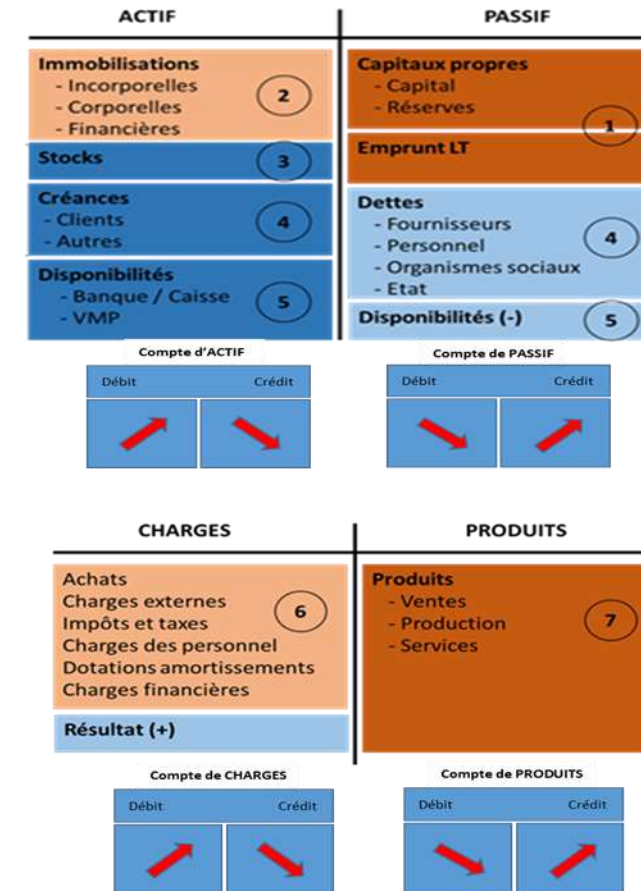 ACTIF
PASSIF
Immobilisations
- Incorporelles
- Corporelles
- Financières
2
Stocks
3
Créances
- Clients
- Autres
4
Disponibilités
- Banque / Caisse
- VMP
5
Capitaux propres
- Capital
- Réserves
1
Emprunt LT
Dettes
- Fournisseurs
- Personnel
- Organismes sociaux
- Etat
4
Disponibilités (-)
5
Compte d'ACTIF
Débit Crédit
Compte de PASSIF
Débit Crédit
CHARGES
PRODUITS
Achats
Charges externes
Impôts et taxes
Charges des personnel
Dotations amortissements
Charges financières
6
Résultat (+)
Produits
- Ventes
- Production
- Services
7
Compte de CHARGES
Débit Crédit
Compte de PRODUITS
Débit Crédit